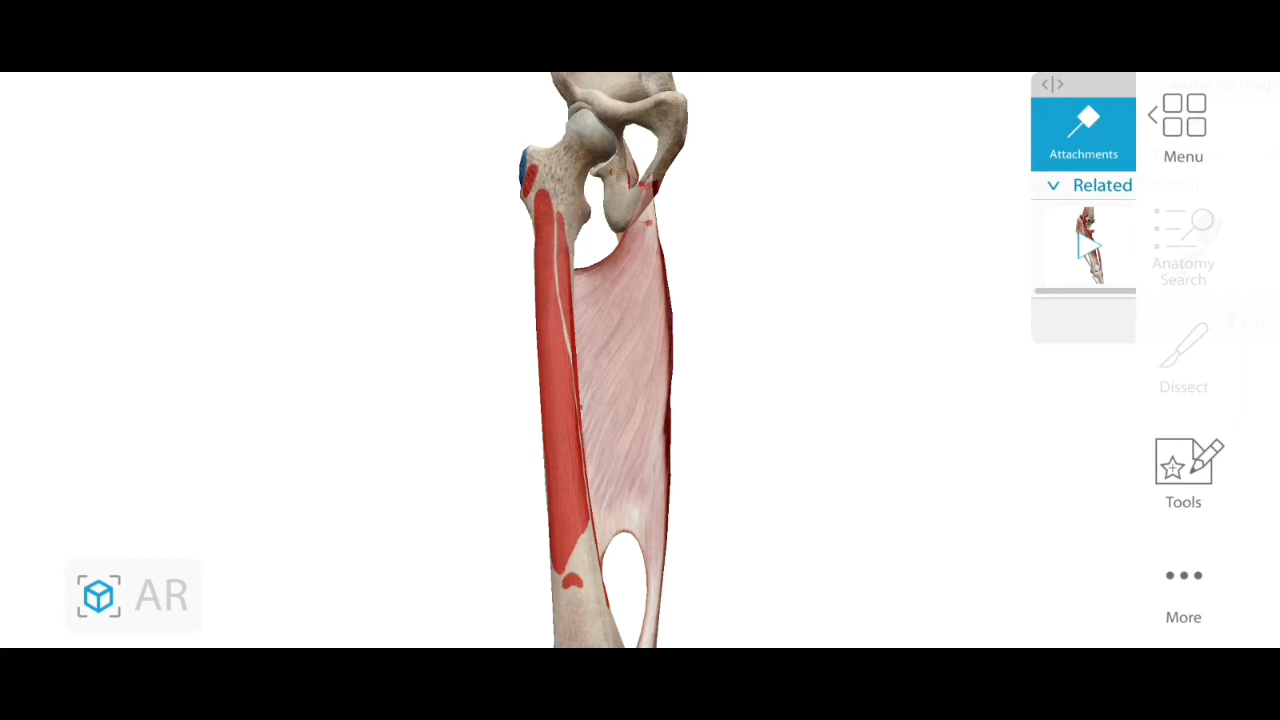 Attachments
Menu
Related
Anatomy
Search
Dissect
Tools
More
AR